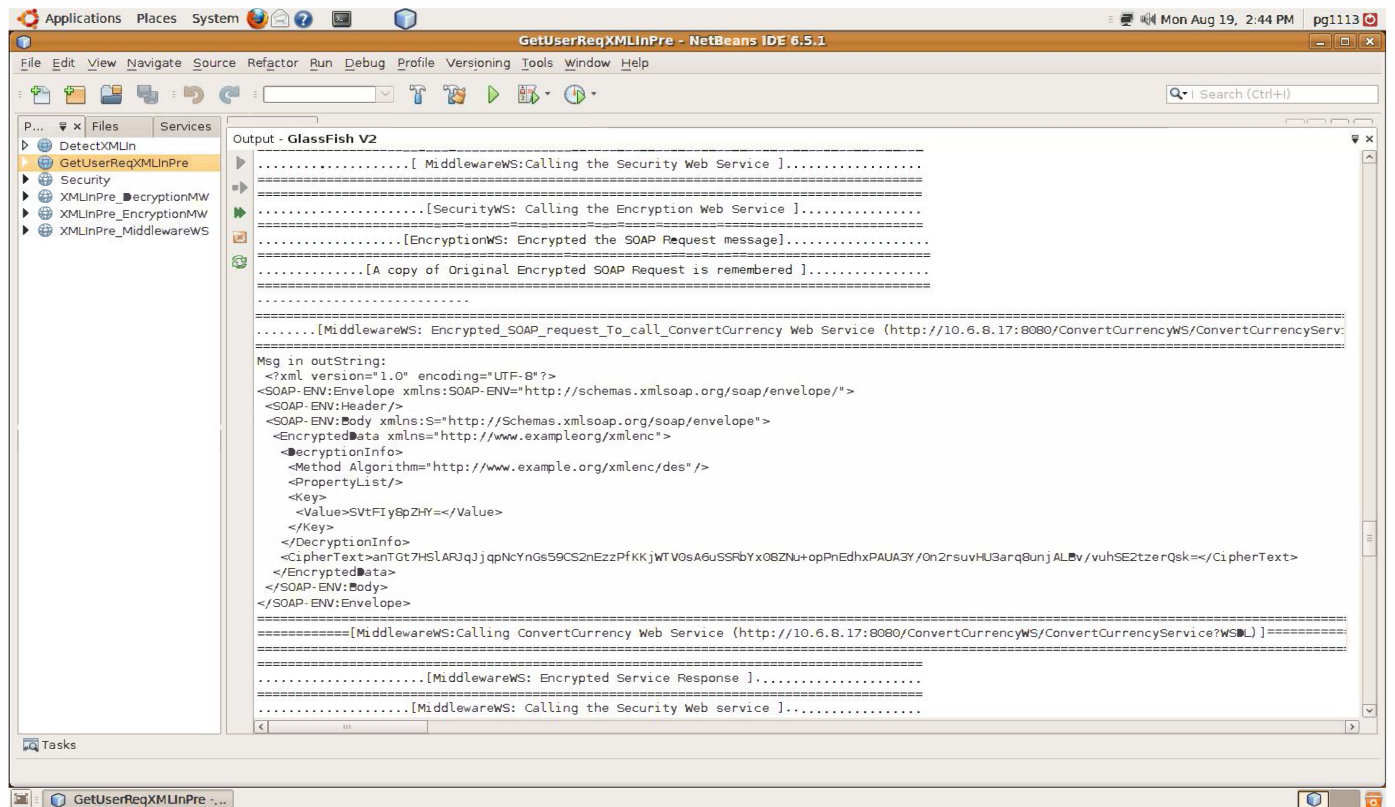 Applications Places System Mon Aug 19, 2:44 PM pg1113
GetUserReqXMLInPre - NetBeans IDE 6.5.1
File Edit View Navigate Source Refactor Run Debug Profile Versioning Tools Window Help
Search (Ctrl+I)
P... Files Services
DetectXMLIn
GetUserReqXMLInPre
Security
XMLInPre_DecryptionMW
XMLInPre_EncryptionMW
XMLInPre_MiddlewareWS
Output - GlassFish V2
....................[ MiddlewareWS:Calling the Security Web Service ]..................
......................[SecurityWS: Calling the Encryption Web Service ]................
...................[EncryptionWS: Encrypted the SOAP Request message]...................
..............[A copy of Original Encrypted SOAP Request is remembered ]................
............................
........[MiddlewareWS: Encrypted_SOAP_request_To_call_ConvertCurrency Web Service (http://10.6.8.17:8080/ConvertCurrencyWS/ConvertCurrencyServi
Msg in outString:
<?xml version="1.0" encoding="UTF-8"?>
<SOAP-ENV:Envelope xmlns:SOAP-ENV="http://schemas.xmlsoap.org/soap/envelope/">
<SOAP-ENV:Header/>
<SOAP-ENV:Body xmlns:S="http://Schemas.xmlsoap.org/soap/envelope">
<EncryptedData xmlns="http://www.exampleorg/xmlenc">
<DecryptionInfo>
<Method Algorithm="http://www.example.org/xmlenc/des"/>
<PropertyList/>
<Key>
<Value>SVtFIy8pZHY=</Value>
</Key>
</DecryptionInfo>
<CipherText>anTGt7HSlARJqJjqpNcYnGs59CS2nEzzPfKKjWTV0sA6uSSRbYx08ZNu+opPnEdhxPAUA3Y/0n2rsuvHU3arq8unjALBv/vuhSE2tzerQsk=</CipherText>
</EncryptedData>
</SOAP-ENV:Body>
</SOAP-ENV:Envelope>
============[MiddlewareWS:Calling ConvertCurrency Web Service (http://10.6.8.17:8080/ConvertCurrencyWS/ConvertCurrencyService?WSDL)]===========
......................[MiddlewareWS: Encrypted Service Response ]......................
....................[MiddlewareWS: Calling the Security Web service ]..................
Tasks
GetUserReqXMLInPre -...